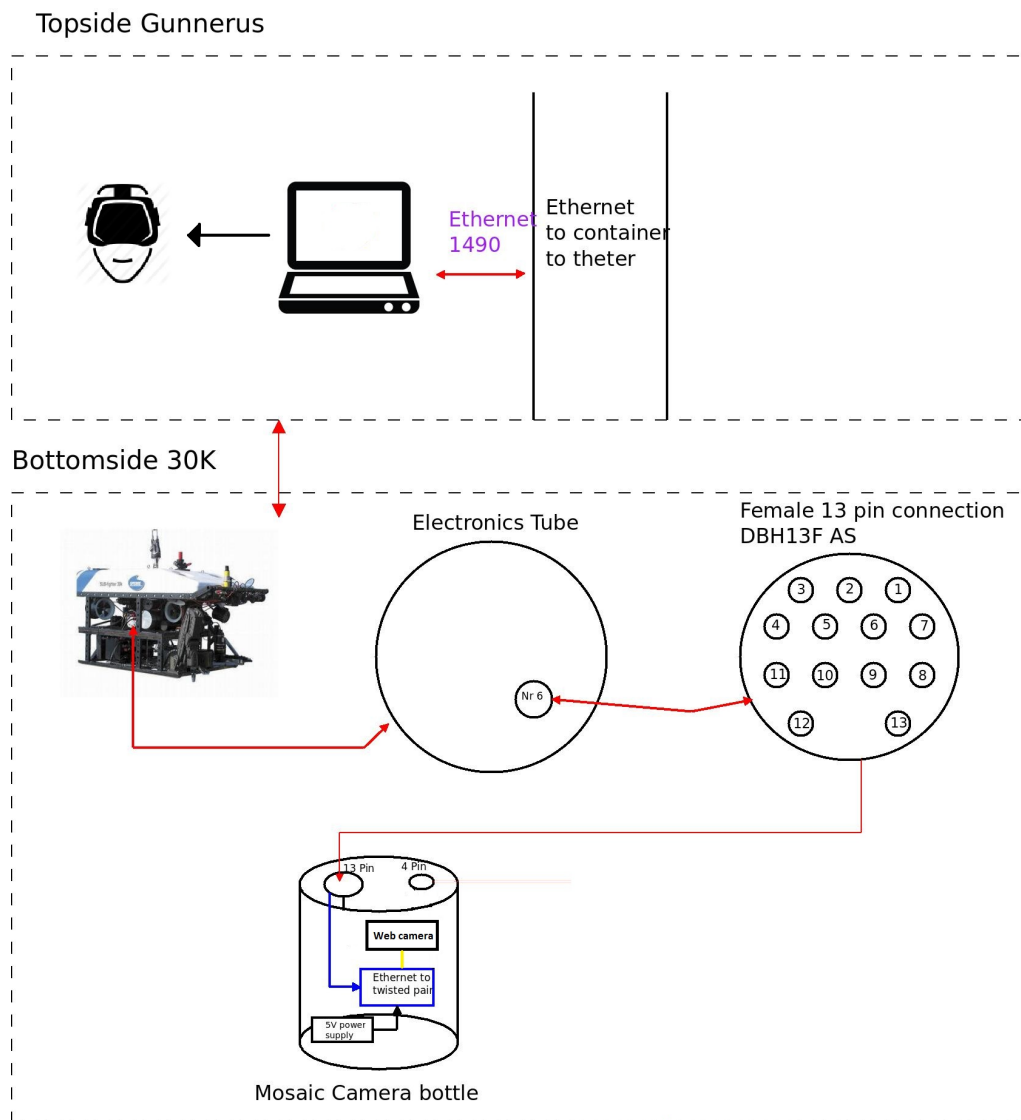 Topside Gunnerus
Ethernet
1490
Ethernet
to container
to theter
Bottomside 30K
Electronics Tube
Female 13 pin connection
DBH13F AS
3 2 1
4 5 6 7
11 10 9 8
12 13
Nr 6
13 Pin
4 Pin
Web camera
Ethernet to
twisted pair
5V power
supply
Mosaic Camera bottle